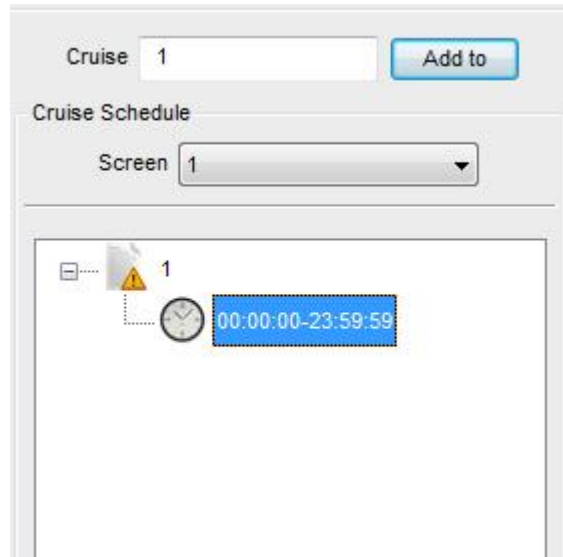 Cruise 1 Add to
Cruise Schedule
Screen 1
1
00:00:00-23:59:59